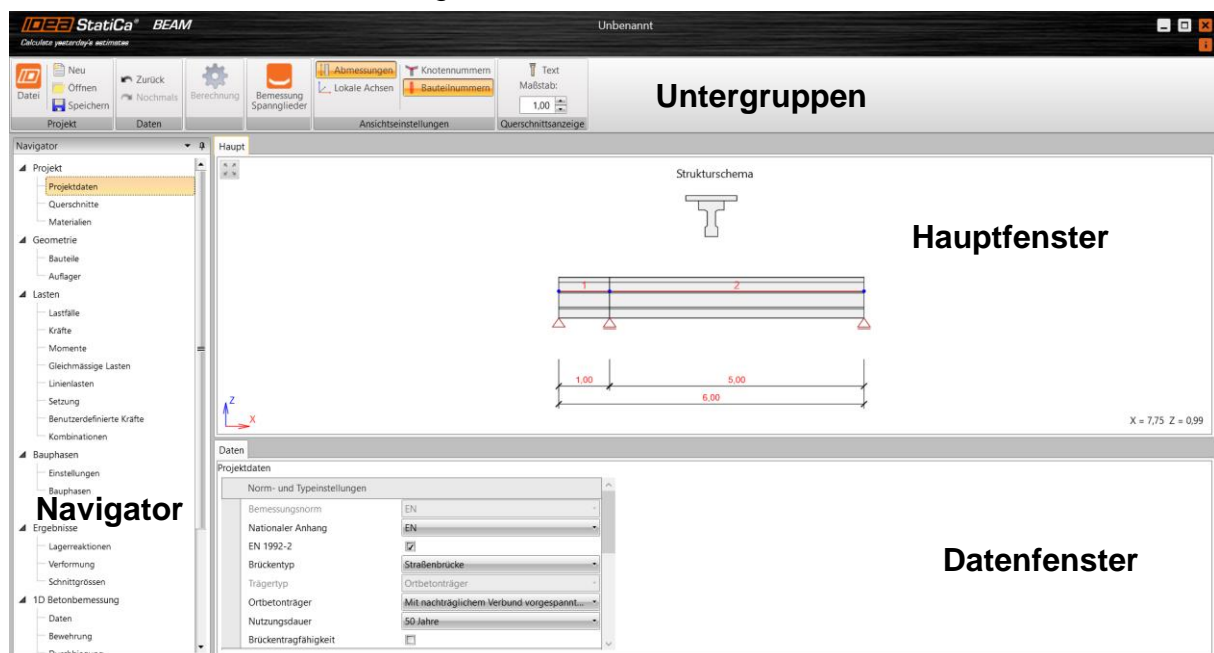 IDEA StatiCa® BEAM
Calculate yesterday's estimates
Unbenannt
Datei
Neu
Öffnen
Speichern
Projekt
Zurück
Nochmals
Daten
Berechnung
Bemessung
Spannglieder
Abmessungen
Knotennummern
Lokale Achsen
Bauteilnummern
Ansichtseinstellungen
Text
Maßstab:
1,00
Querschnittsanzeige
Untergruppen
Navigator
Projekt
Projektdaten
Querschnitte
Materialien
Geometrie
Bauteile
Auflager
Lasten
Lastfälle
Kräfte
Momente
Gleichmässige Lasten
Linienlasten
Setzung
Benutzerdefinierte Kräfte
Kombinationen
Bauphasen
Einstellungen
Bauphasen
Navigator
Ergebnisse
Lagerreaktionen
Verformung
Schnittgrössen
1D Betonbemessung
Daten
Bewehrung
Haupt
Strukturschema
Hauptfenster
1 2
1,00 5,00
6,00
Z
X
X = 7,75 Z = 0,99
Daten
Projektdaten
Norm- und Typeinstellungen
Bemessungsnorm EN
Nationaler Anhang EN
EN 1992-2
Brückentyp Straßenbrücke
Trägertyp Ortbetonträger
Ortbetonträger Mit nachträglichem Verbund vorgespannt...
Nutzungsdauer 50 Jahre
Brückentragfähigkeit
Datenfenster